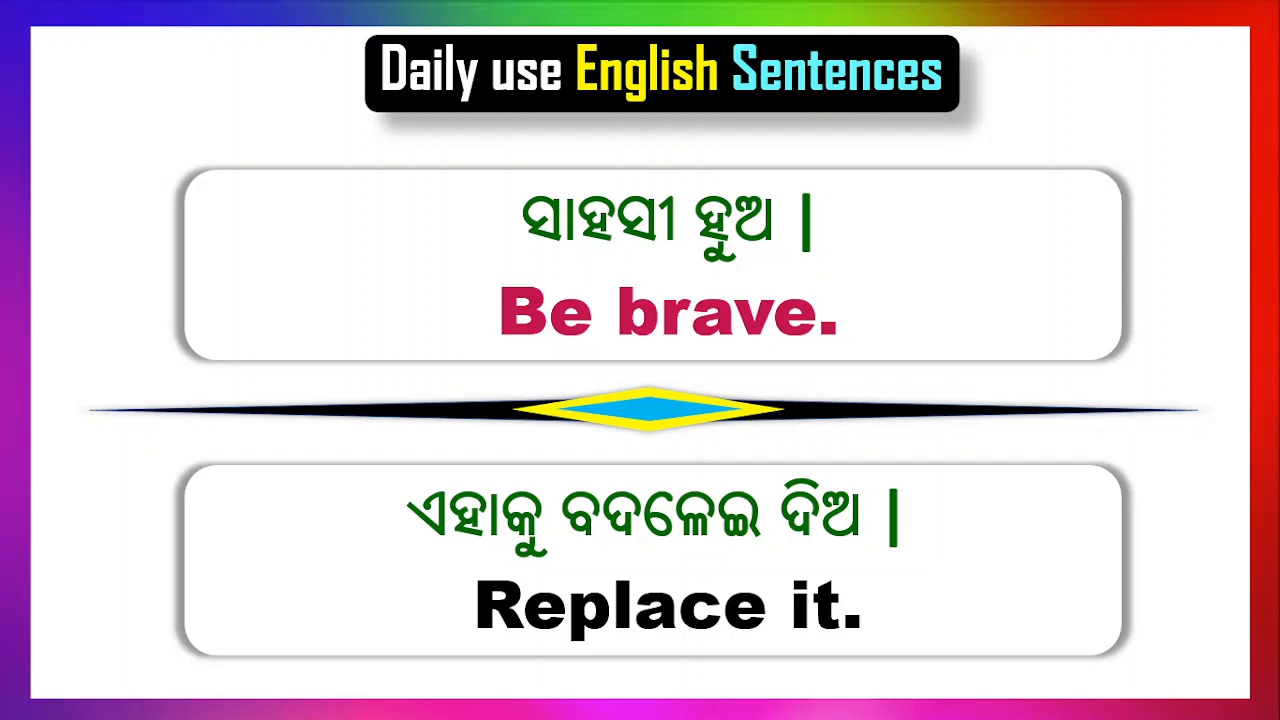 Daily use English Sentences
ସାହସୀ ହୁଅ |
Be brave.
ଏହାକୁ ବଦଳେଇ ଦିଅ |
Replace it.